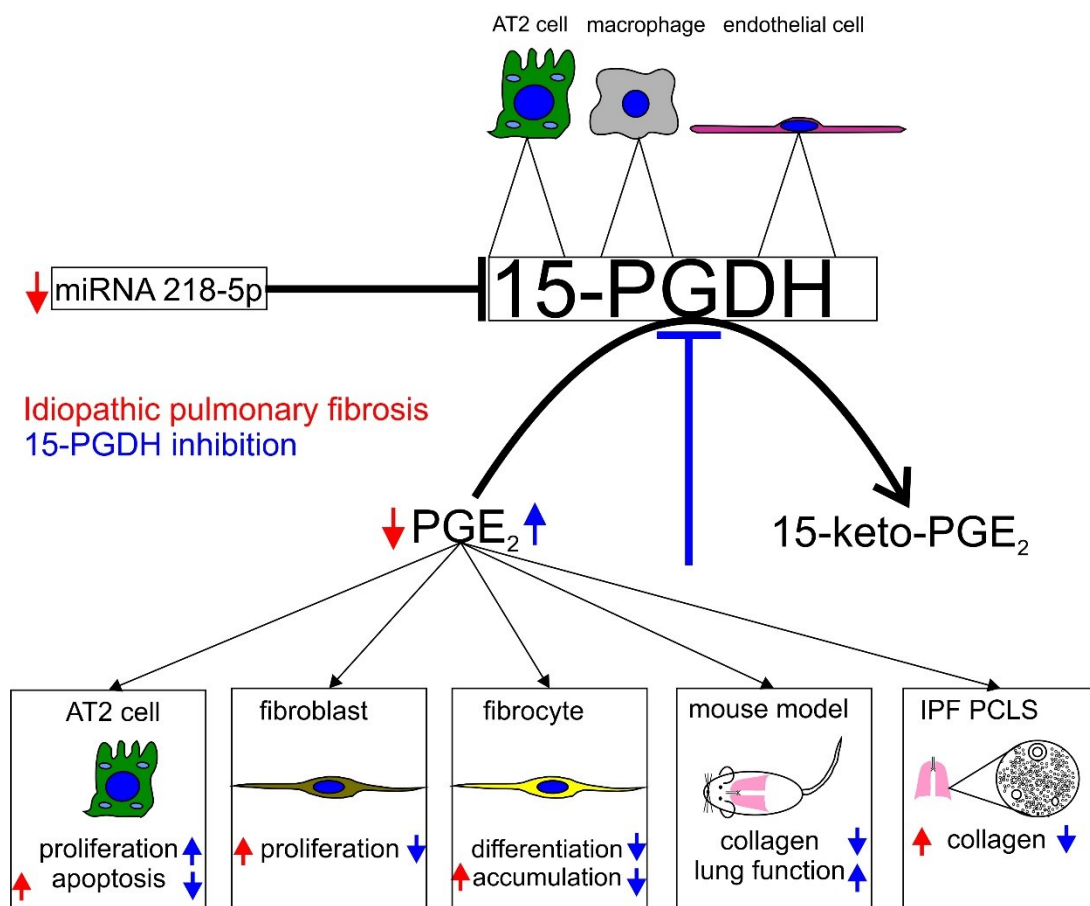 AT2 cell macrophage endothelial cell
miRNA 218-5p
15-PGDH
Idiopathic pulmonary fibrosis
15-PGDH inhibition
PGE₂
15-keto-PGE₂
AT2 cell
proliferation
apoptosis
fibroblast
proliferation
fibrocyte
differentiation
accumulation
mouse model
collagen
lung function
IPF PCLS
collagen